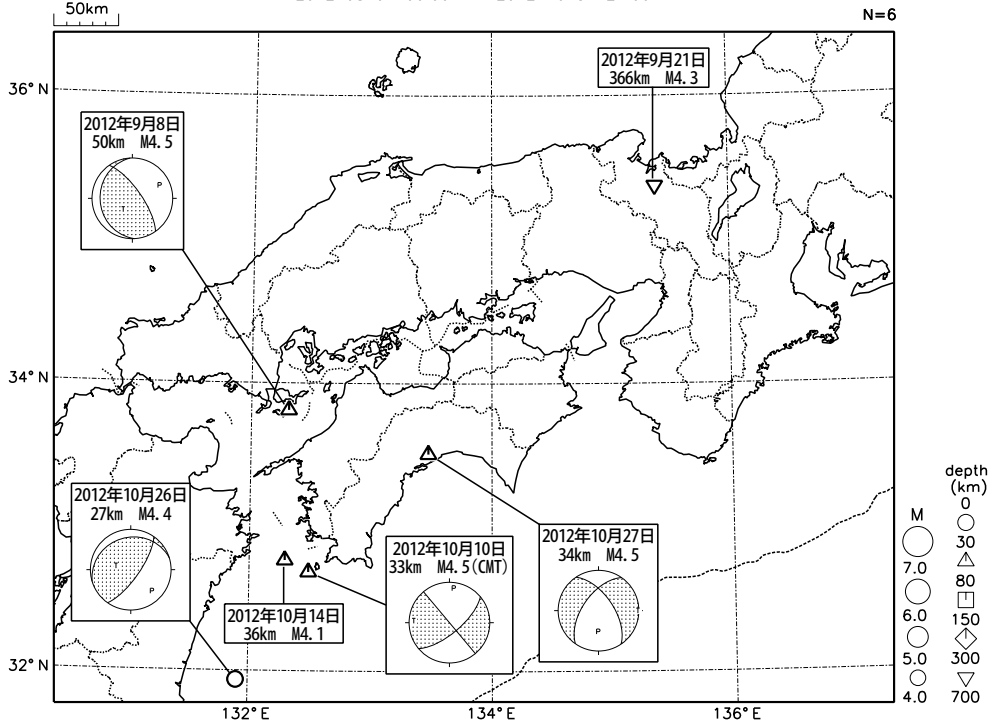 50km
N=6
36°N
34°N
32°N
132°E
134°E
136°E
2012年9月21日
366km M4.3
2012年9月8日
50km M4.5
P
T
2012年10月26日
27km M4.4
T
P
2012年10月14日
36km M4.1
2012年10月10日
33km M4.5(CMT)
P
T
2012年10月27日
34km M4.5
T
P
M
7.0
6.0
5.0
4.0
depth
(km)
0
30
80
150
300
700